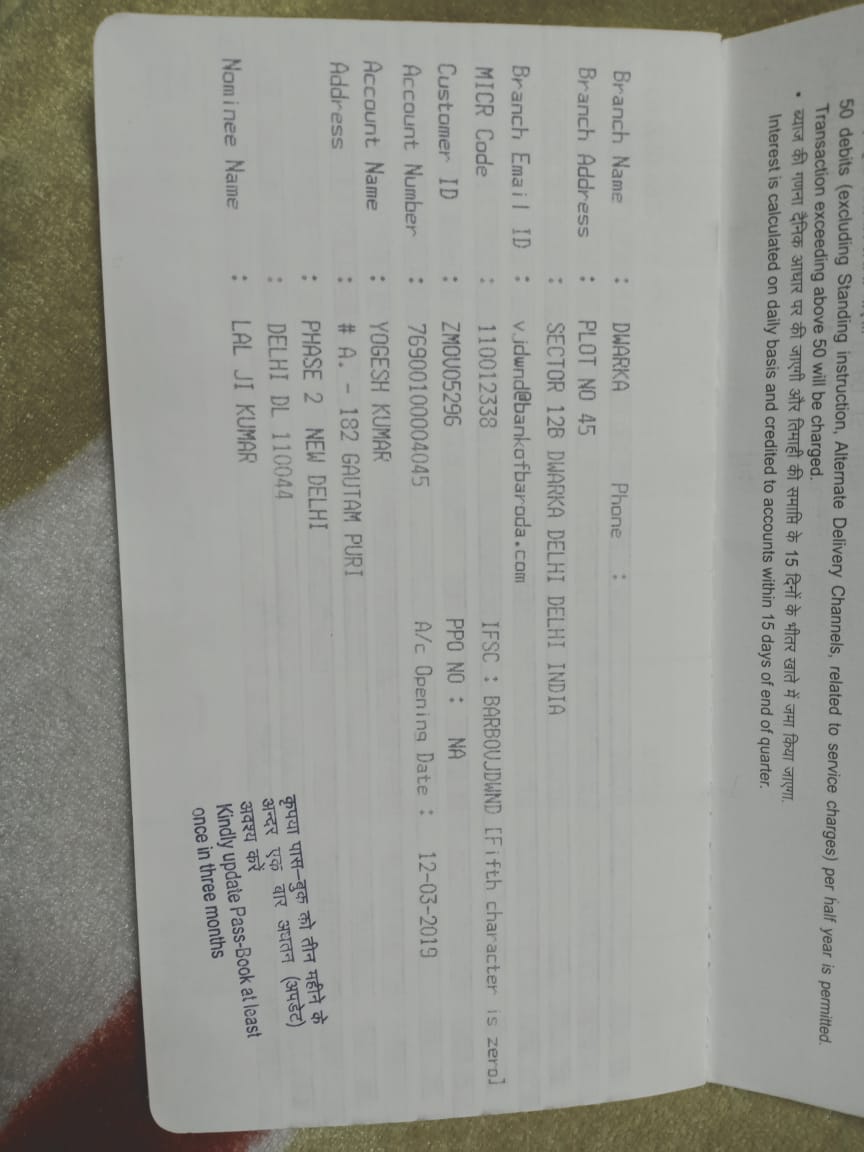 50 debits (excluding Standing instruction, Alternate Delivery Channels, related to service charges) per half year is permitted.
Transaction exceeding above 50 will be charged.
• ब्याज की गणना दैनिक आधार पर की जाएगी और तिमाही की समाप्ति के 15 दिनों के भीतर खाते में जमा किया जाएगा.
Interest is calculated on daily basis and credited to accounts within 15 days of end of quarter.
Branch Name : DWARKA Phone :
Branch Address : PLOT NO 45
: SECTOR 12B DWARKA DELHI DELHI INDIA
Branch Email ID : vjdwnd@bankofbaroda.com
MICR Code : 110012338 IFSC : BARB0VJDWND [Fifth character is zero]
Customer ID : ZMOV05296 PPO NO : NA
Account Number : 76900100004045 A/c Opening Date : 12-03-2019
Account Name : YOGESH KUMAR
Address : # A. - 182 GAUTAM PURI
: PHASE 2 NEW DELHI
: DELHI DL 110044
Nominee Name : LAL JI KUMAR
कृपया पास-बुक को तीन महीने के
अन्दर एक बार अद्यतन (अपडेट)
अवश्य करें
Kindly update Pass-Book at least
once in three months